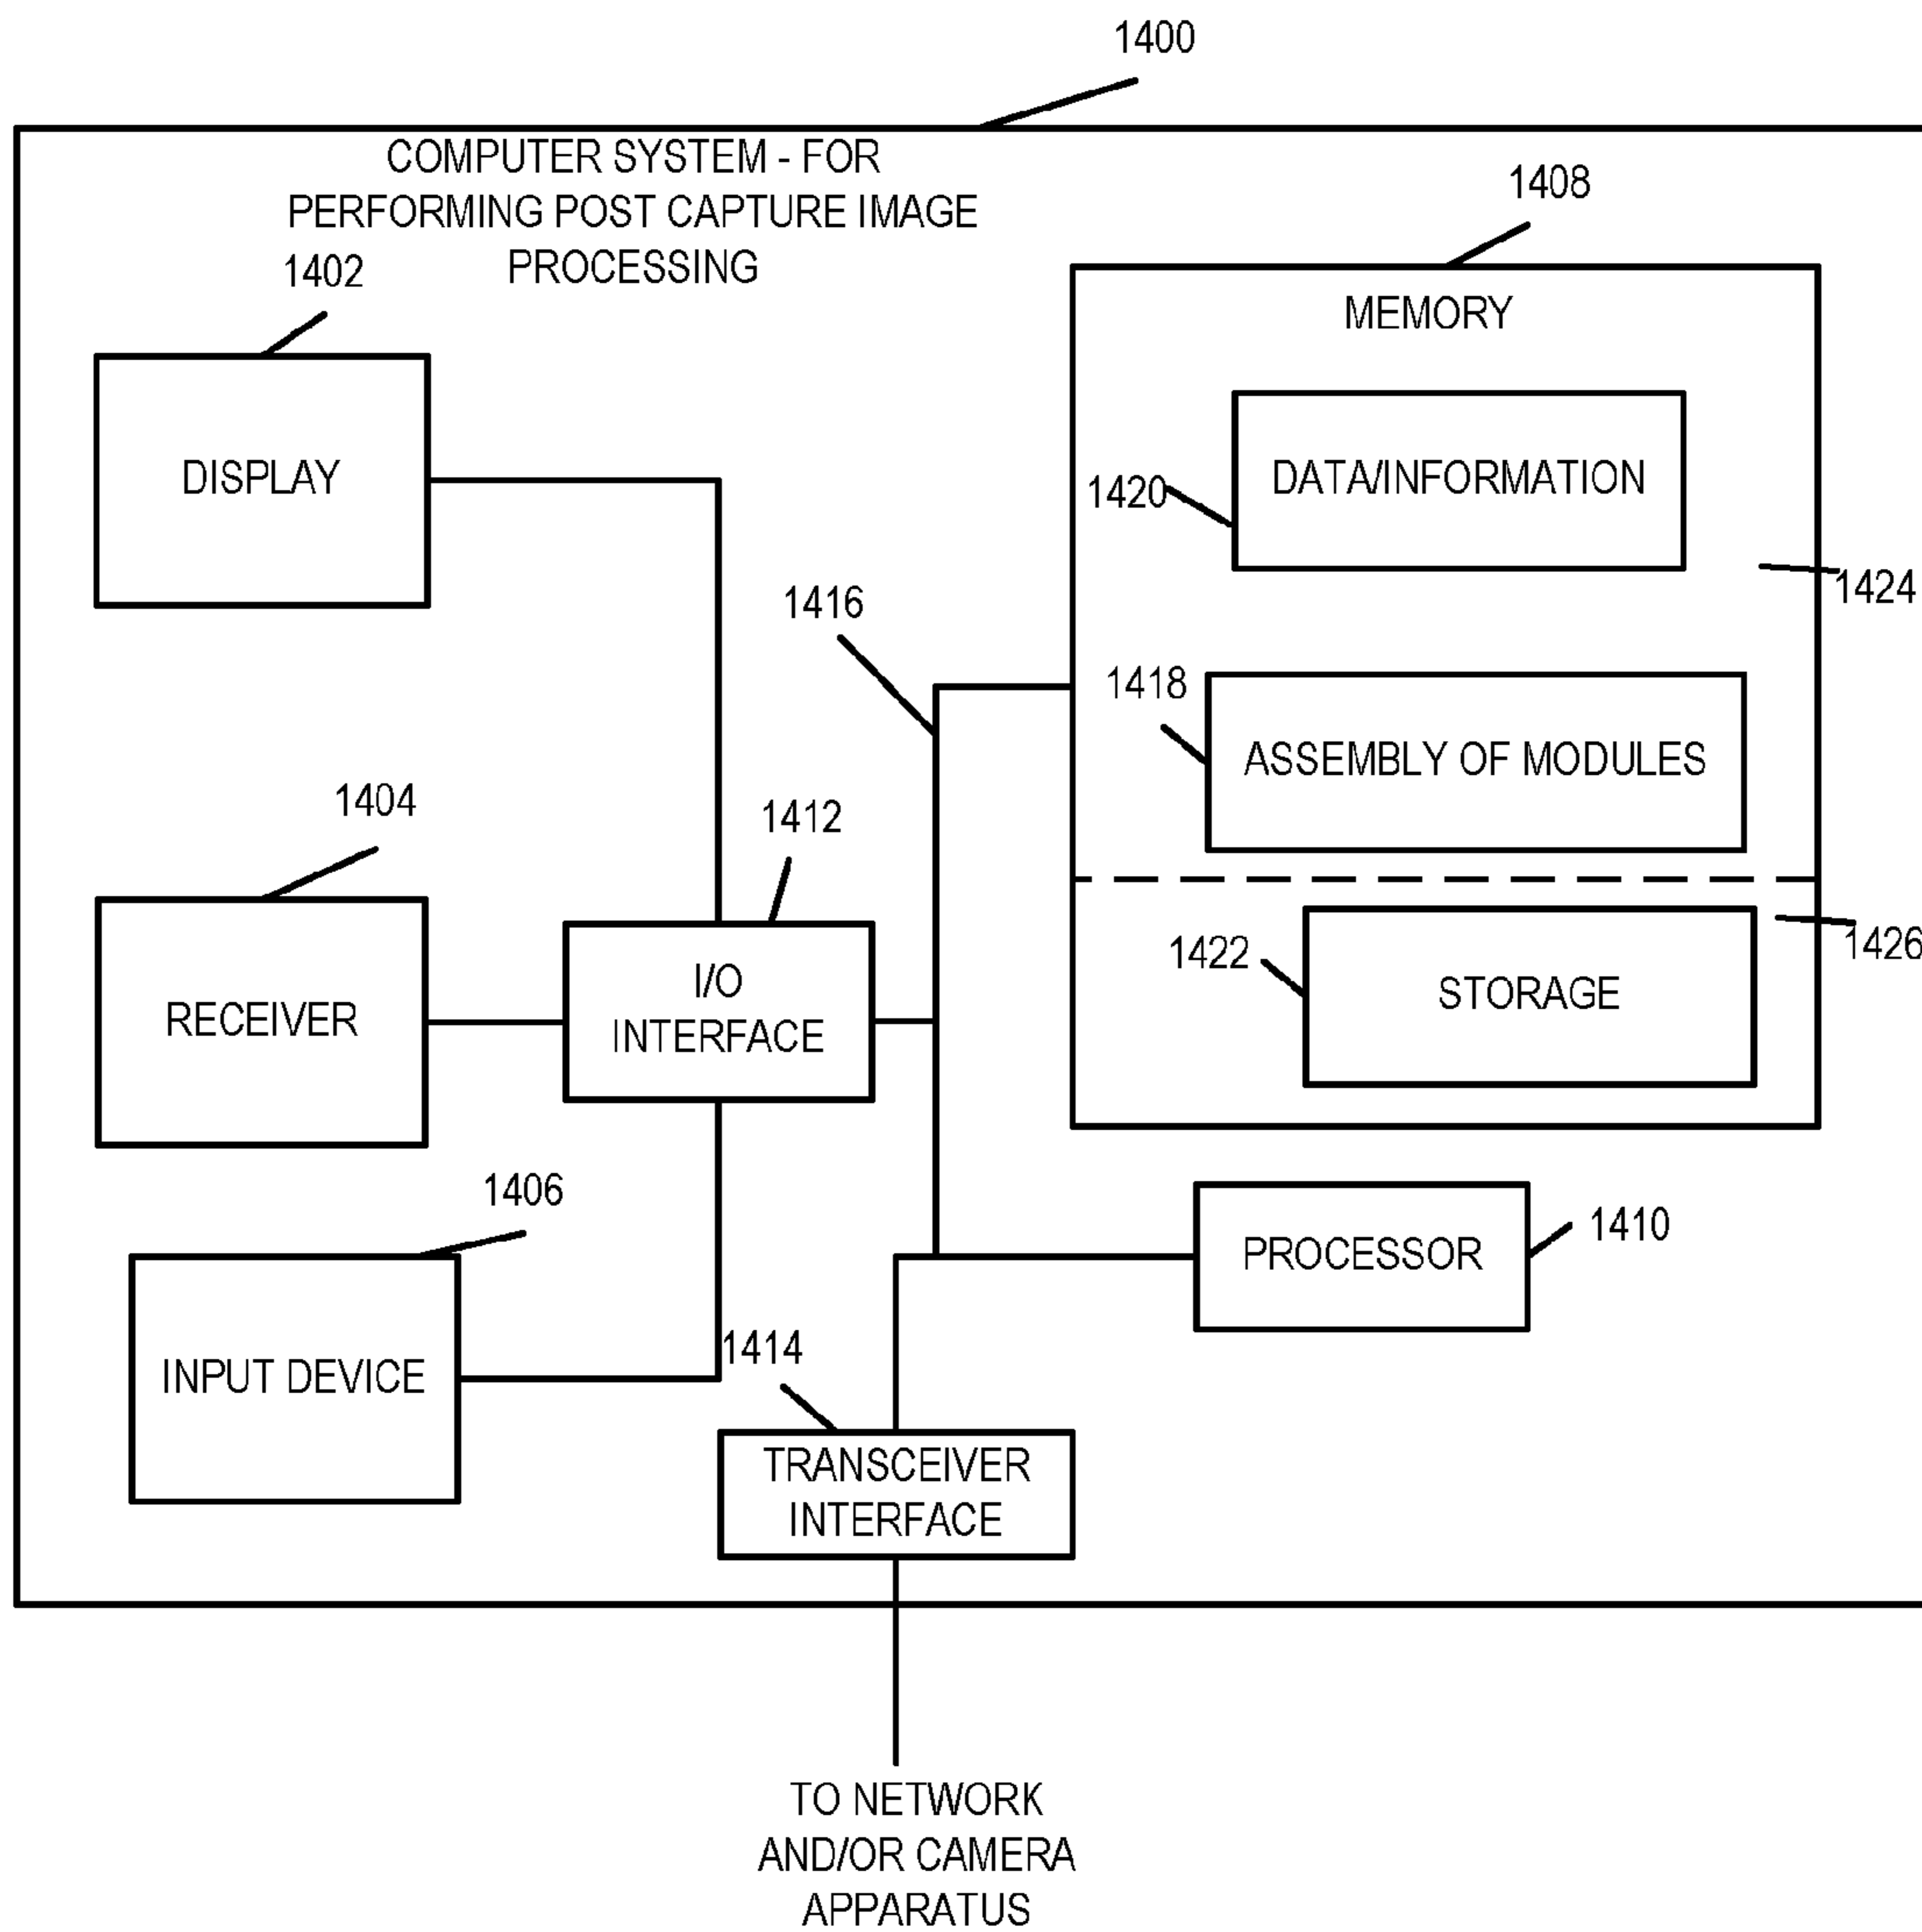 1400
COMPUTER SYSTEM - FOR
PERFORMING POST CAPTURE IMAGE
PROCESSING
1402
DISPLAY
1404
RECEIVER
1406
INPUT DEVICE
1412
I/O
INTERFACE
1416
1408
MEMORY
1420
DATA/INFORMATION
1424
1418
ASSEMBLY OF MODULES
1422
STORAGE
1426
PROCESSOR
1410
1414
TRANSCEIVER
INTERFACE
TO NETWORK
AND/OR CAMERA
APPARATUS